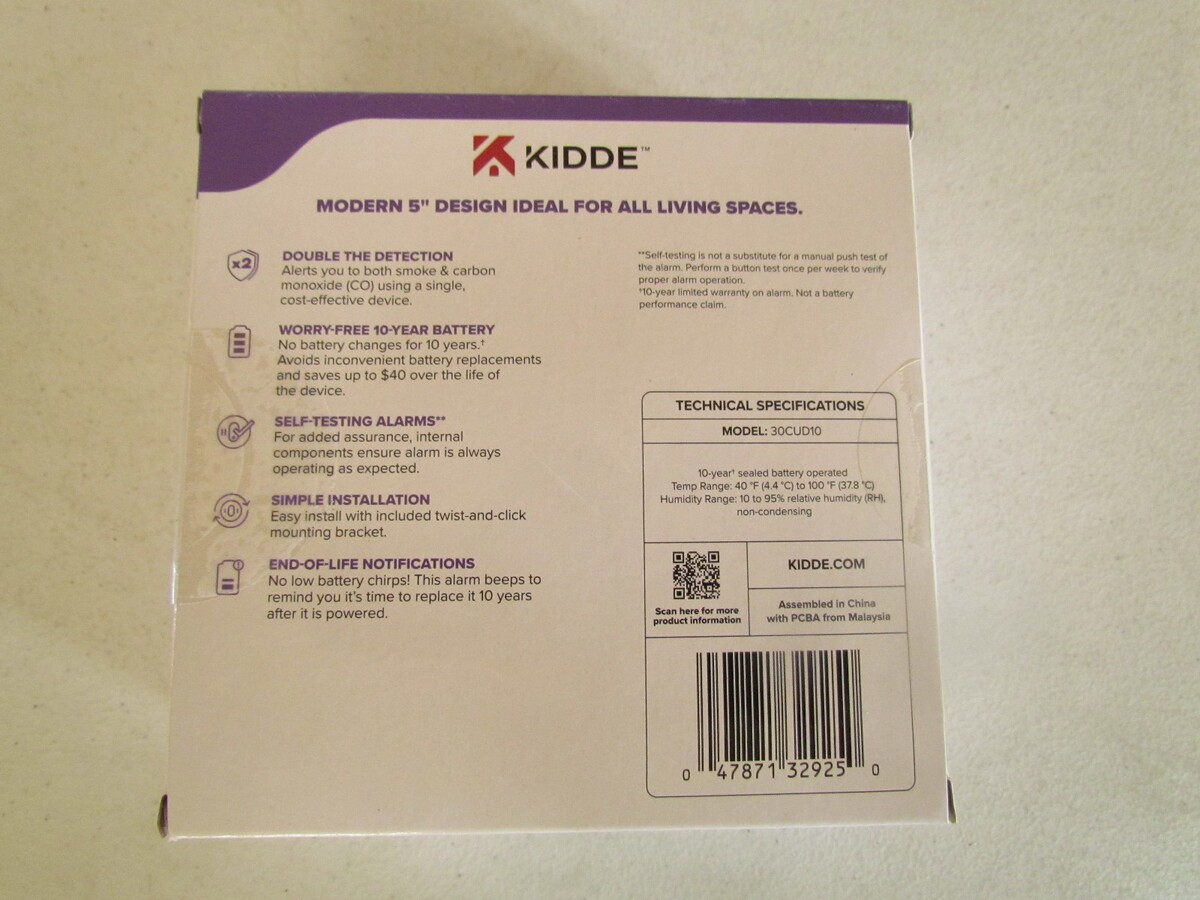 KIDDE™
MODERN 5" DESIGN IDEAL FOR ALL LIVING SPACES.
x2
DOUBLE THE DETECTION
Alerts you to both smoke & carbon
monoxide (CO) using a single,
cost-effective device.
WORRY-FREE 10-YEAR BATTERY
No battery changes for 10 years.†
Avoids inconvenient battery replacements
and saves up to $40 over the life of
the device.
SELF-TESTING ALARMS**
For added assurance, internal
components ensure alarm is always
operating as expected.
SIMPLE INSTALLATION
Easy install with included twist-and-click
mounting bracket.
END-OF-LIFE NOTIFICATIONS
No low battery chirps! This alarm beeps to
remind you it's time to replace it 10 years
after it is powered.
**Self-testing is not a substitute for a manual push test of
the alarm. Perform a button test once per week to verify
proper alarm operation.
†10-year limited warranty on alarm. Not a battery
performance claim.
TECHNICAL SPECIFICATIONS
MODEL: 30CUD10
10-year† sealed battery operated
Temp Range: 40 °F (4.4 °C) to 100 °F (37.8 °C)
Humidity Range: 10 to 95% relative humidity (RH),
non-condensing
Scan here for more
product information
KIDDE.COM
Assembled in China
with PCBA from Malaysia
0 47871 32925 0